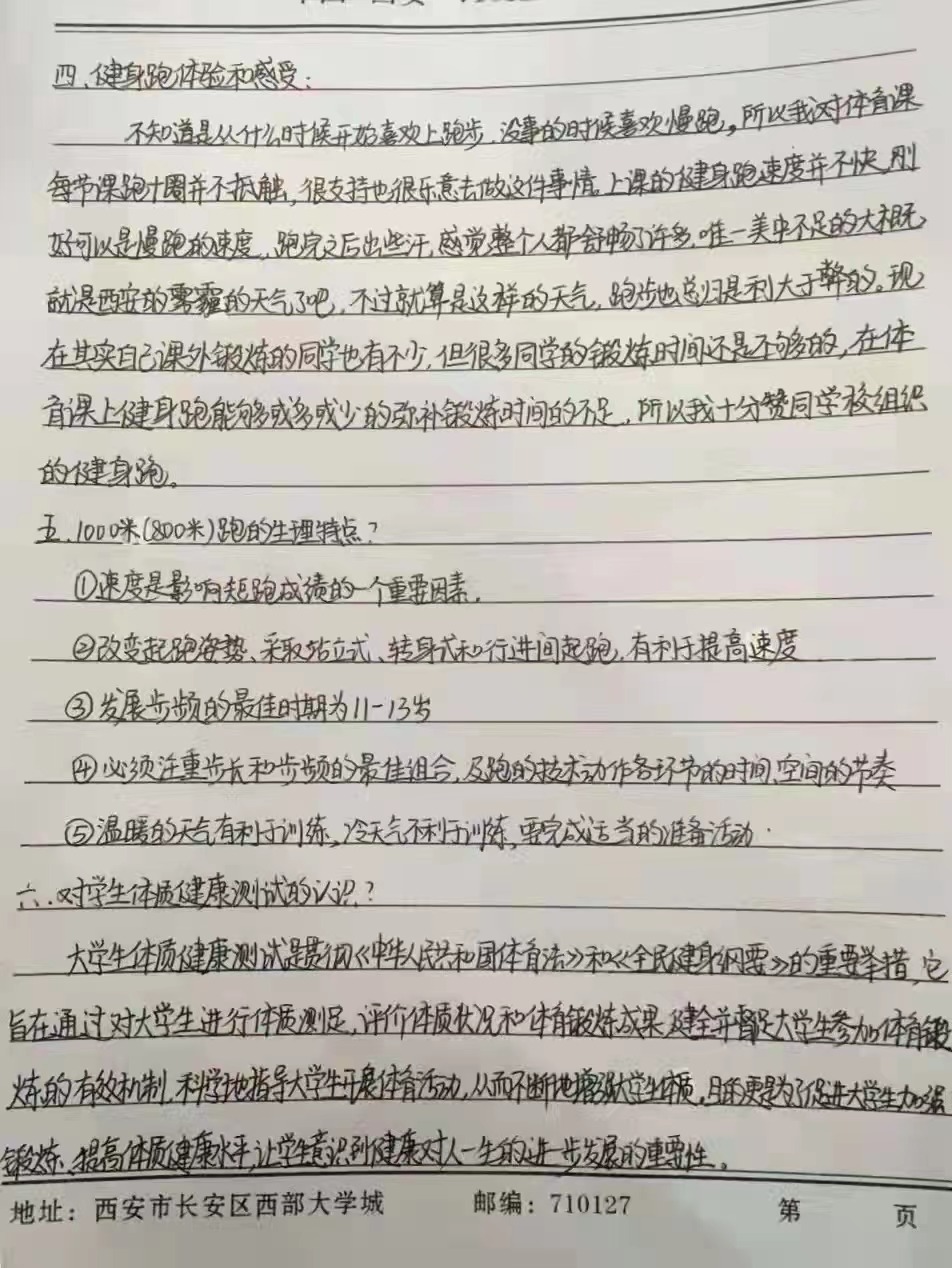 四、健身跑体验和感受：
不知道是从什么时候开始喜欢上跑步，没事的时候喜欢慢跑，所以我对体育课
每节课跑十圈并不抵触，很支持也很乐意去做这件事情。上课的健身跑速度并不快，刚
好可以是慢跑的速度，跑完之后出些汗，感觉整个人都舒畅了许多，唯一美中不足的大概
就是西安的雾霾的天气了吧，不过就算是这样的天气，跑步也总归是利大于弊的。现
在其实自己课外锻炼的同学也有不少，但很多同学的锻炼时间还是不够的，在体
育课上健身跑能够或多或少的弥补锻炼时间的不足，所以我十分赞同学校组织
的健身跑。
五、1000米(800米)跑的生理特点？
①速度是影响短跑成绩的一个重要因素。
②改变起跑姿势、采取站立式、转身式和行进间起跑，有利于提高速度
③发展步频的最佳时期为11-13岁
④必须注重步长和步频的最佳组合，及跑的技术动作各环节的时间、空间的节奏
⑤温暖的天气有利于训练，冷天气不利于训练，要完成适当的准备活动．
六、对学生体质健康测试的认识？
大学生体质健康测试是贯彻《中华人民共和国体育法》和《全民健身纲要》的重要举措，它
旨在通过对大学生进行体质测定，评价体质状况和体育锻炼成果，建全并督促大学生参加体育锻
炼的有效机制，科学地指导大学生开展体育活动，从而不断地增强大学生体质，目的更是为了促进大学生加强
锻炼、提高体质健康水平，让学生意识到健康对人一生的进一步发展的重要性。
地址：西安市长安区西部大学城 邮编：710127 第 页